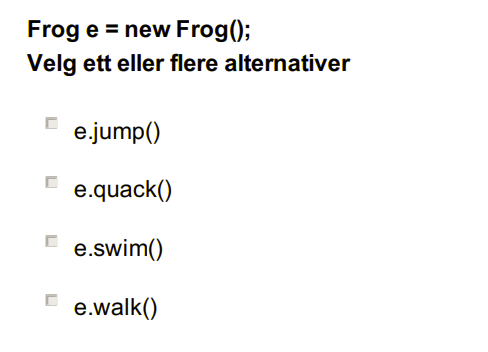 Frog e = new Frog();
Velg ett eller flere alternativer
e.jump()
e.quack()
e.swim()
e.walk()